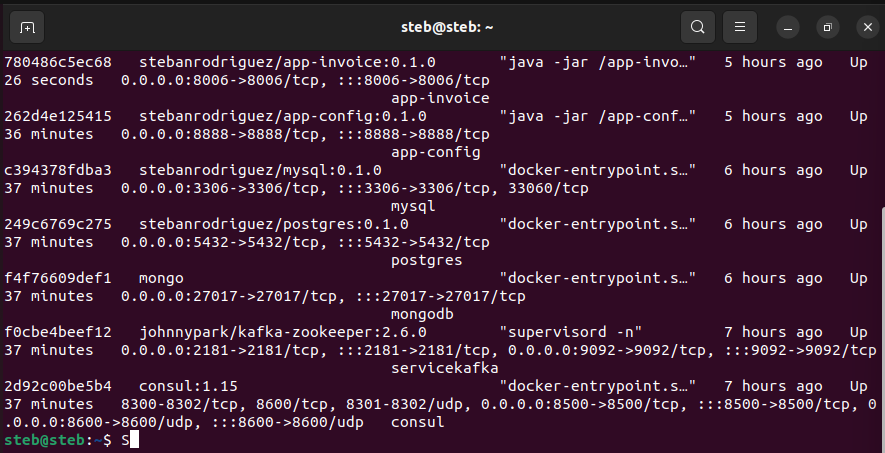 steb@steb: ~
780486c5ec68   stebanrodriguez/app-invoice:0.1.0       "java -jar /app-invo…"   5 hours ago   Up
26 seconds   0.0.0.0:8006->8006/tcp, :::8006->8006/tcp
app-invoice
262d4e125415   stebanrodriguez/app-config:0.1.0        "java -jar /app-conf…"   5 hours ago   Up
36 minutes   0.0.0.0:8888->8888/tcp, :::8888->8888/tcp
app-config
c394378fdba3   stebanrodriguez/mysql:0.1.0             "docker-entrypoint.s…"   6 hours ago   Up
37 minutes   0.0.0.0:3306->3306/tcp, :::3306->3306/tcp, 33060/tcp
mysql
249c6769c275   stebanrodriguez/postgres:0.1.0          "docker-entrypoint.s…"   6 hours ago   Up
37 minutes   0.0.0.0:5432->5432/tcp, :::5432->5432/tcp
postgres
f4f76609def1   mongo                                   "docker-entrypoint.s…"   6 hours ago   Up
37 minutes   0.0.0.0:27017->27017/tcp, :::27017->27017/tcp
mongodb
f0cbe4beef12   johnnypark/kafka-zookeeper:2.6.0        "supervisord -n"         7 hours ago   Up
37 minutes   0.0.0.0:2181->2181/tcp, :::2181->2181/tcp, 0.0.0.0:9092->9092/tcp, :::9092->9092/tcp
servicekafka
2d92c00be5b4   consul:1.15                             "docker-entrypoint.s…"   7 hours ago   Up
37 minutes   8300-8302/tcp, 8600/tcp, 8301-8302/udp, 0.0.0.0:8500->8500/tcp, :::8500->8500/tcp, 0
.0.0.0:8600->8600/udp, :::8600->8600/udp   consul
steb@steb:~$ S